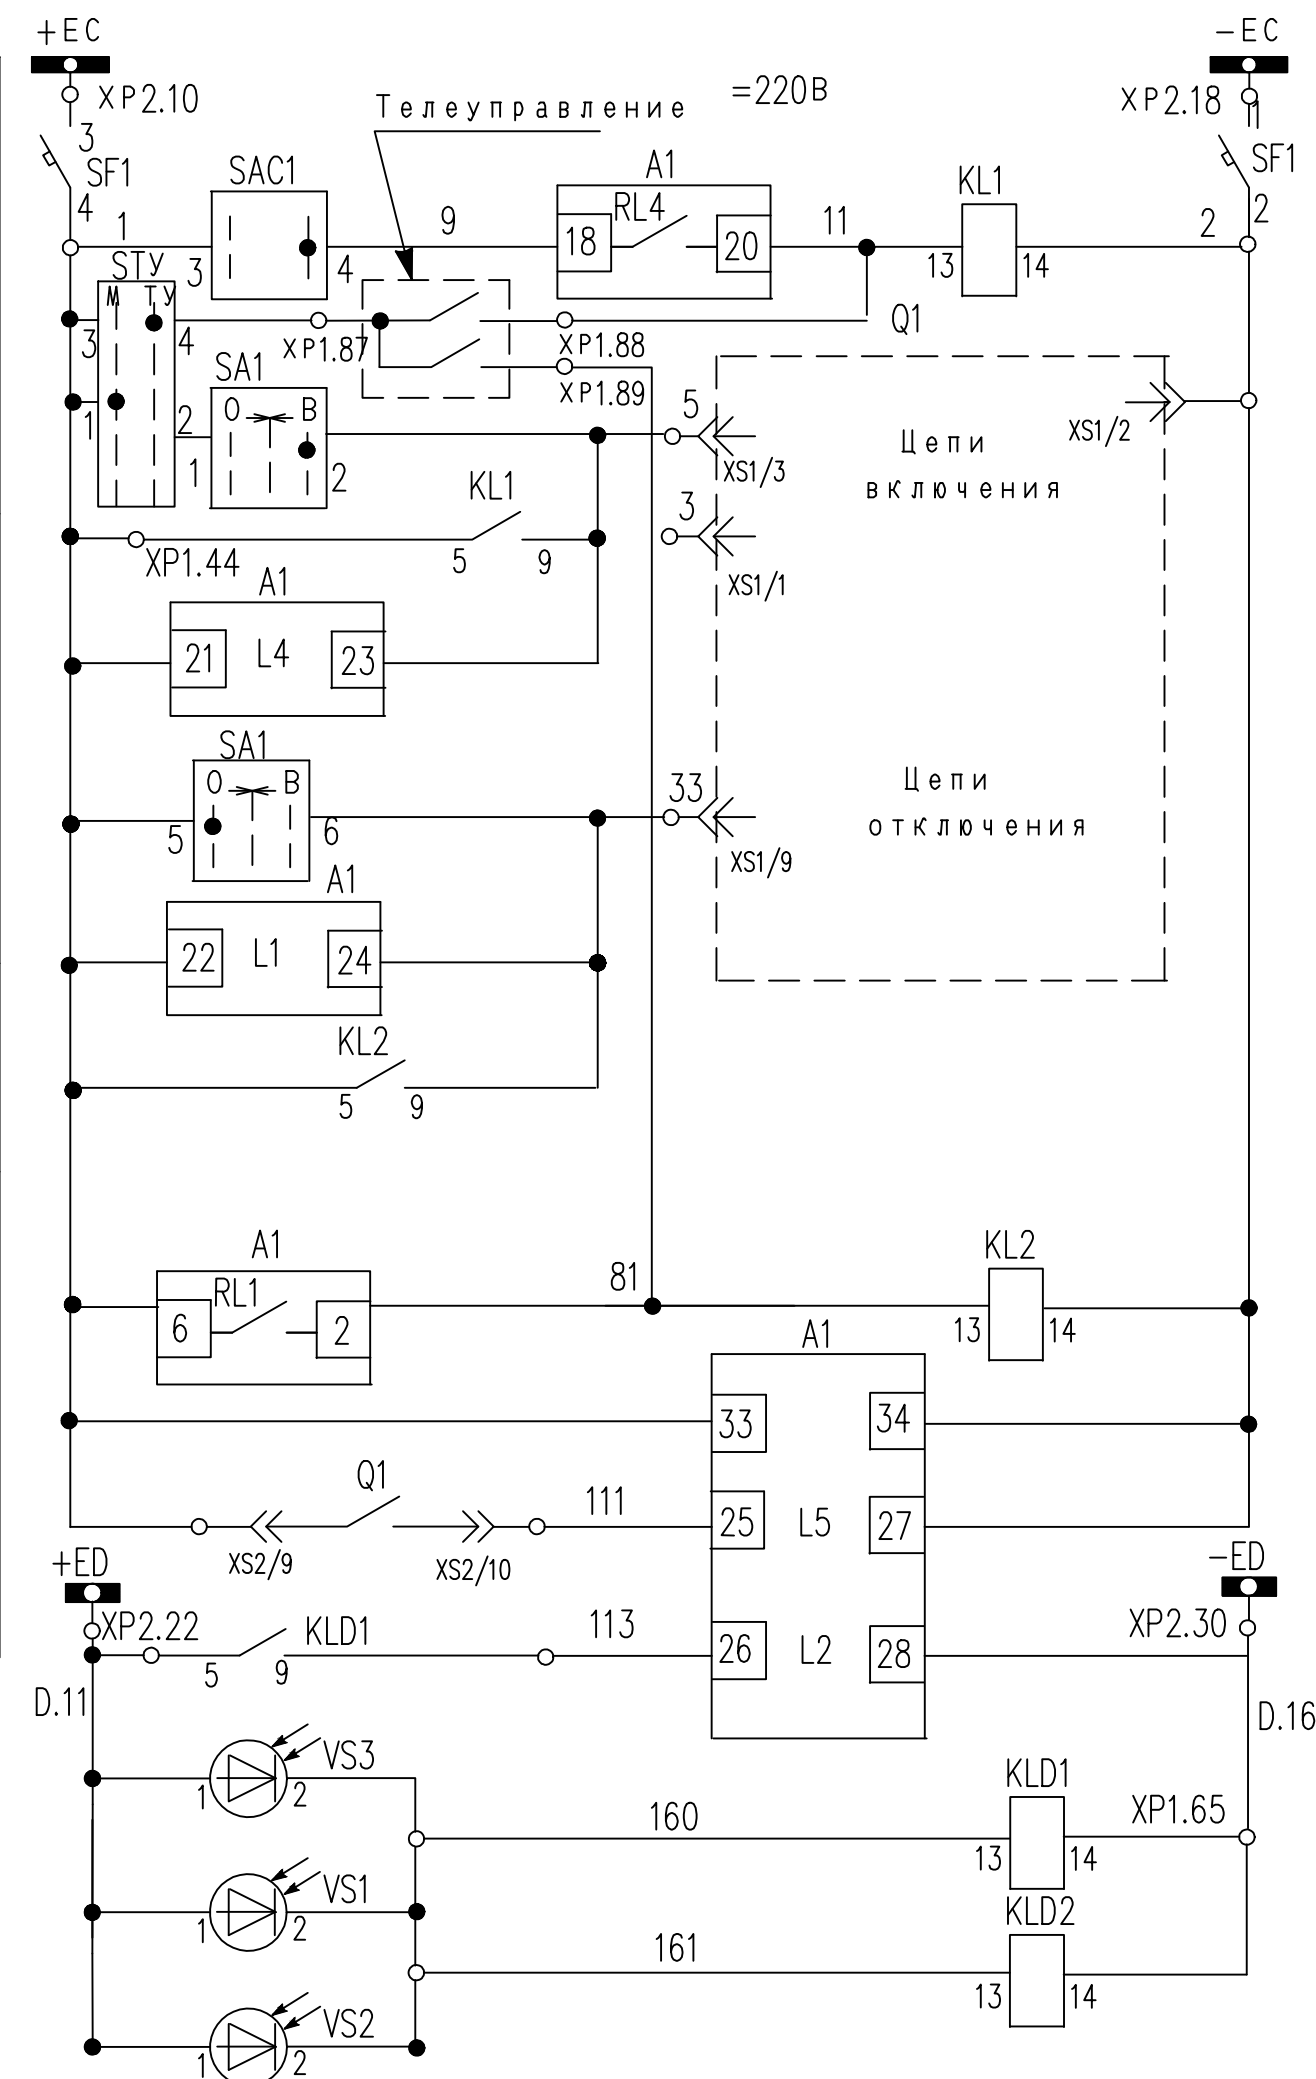 +EC
-EC
XP2.10
=220В
XP2.18
1
Телеуправление
3
SF1
SF1
4
2
SAC1
A1
KL1
1
9
RL4
11
2
3
4
18
20
13
14
SТУ
М ТУ
3
4
XP1.87
XP1.88
Q1
XP1.89
SA1
О В
1
2
1
2
5
XS1/3
XS1/2
Цепи
включения
KL1
3
XP1.44
5
9
XS1/1
A1
21
L4
23
SA1
О В
5
6
33
XS1/9
Цепи
отключения
A1
22
L1
24
KL2
5
9
A1
RL1
6
2
81
KL2
13
14
A1
33
34
Q1
111
25
L5
27
XS2/9
XS2/10
+ED
-ED
XP2.22
KLD1
113
XP2.30
5
9
26
L2
28
D.11
D.16
VS3
1
2
KLD1
160
XP1.65
13
14
VS1
1
2
KLD2
161
13
14
VS2
1
2